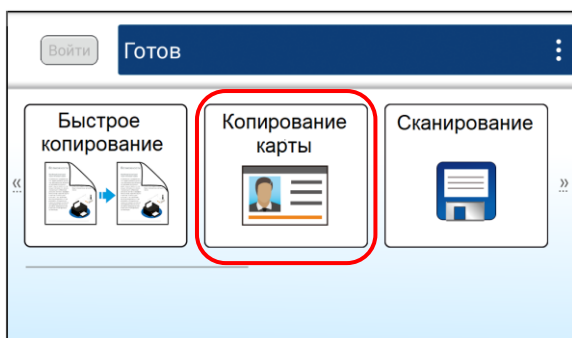 Войти
Готов
Быстрое
копирование
Копирование
карты
Сканирование
«
»